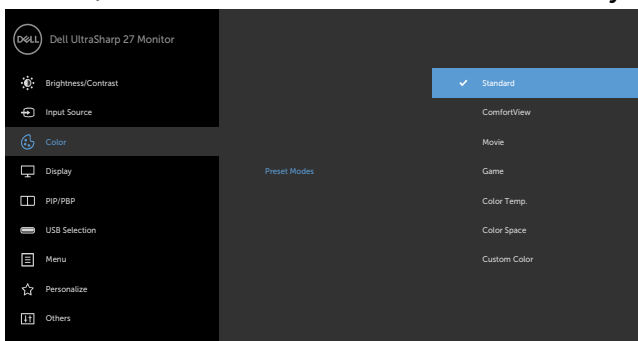 DELL Dell UltraSharp 27 Monitor
Brightness/Contrast
Input Source
Color
Display
PIP/PBP
USB Selection
Menu
Personalize
Others
Preset Modes
Standard
ComfortView
Movie
Game
Color Temp.
Color Space
Custom Color